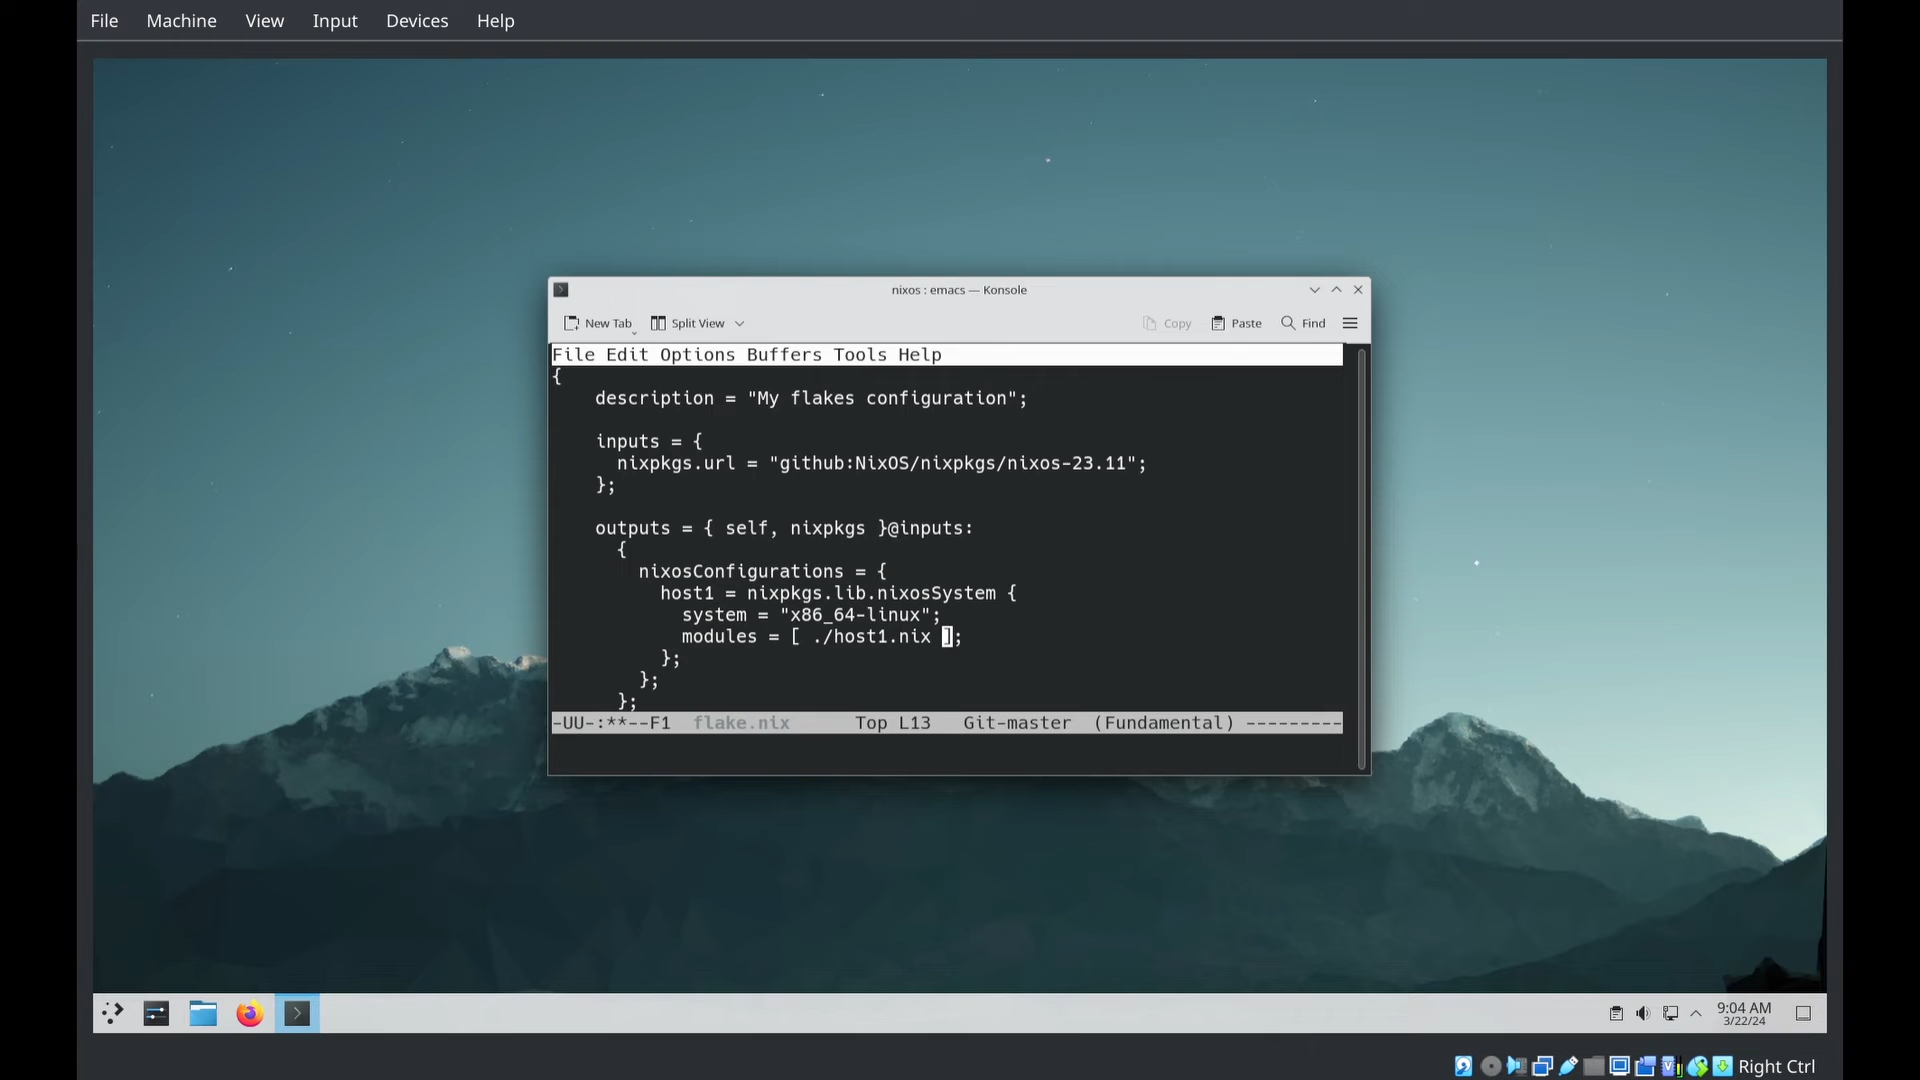 File Machine View Input Devices Help
nixos : emacs — Konsole
New Tab Split View Copy Paste Find
File Edit Options Buffers Tools Help
{
description = "My flakes configuration";
inputs = {
nixpkgs.url = "github:NixOS/nixpkgs/nixos-23.11";
};
outputs = { self, nixpkgs }@inputs:
{
nixosConfigurations = {
host1 = nixpkgs.lib.nixosSystem {
system = "x86_64-linux";
modules = [ ./host1.nix ];
};
};
};
-UU-:**--F1 flake.nix Top L13 Git-master (Fundamental) ---------
9:04 AM
3/22/24
Right Ctrl